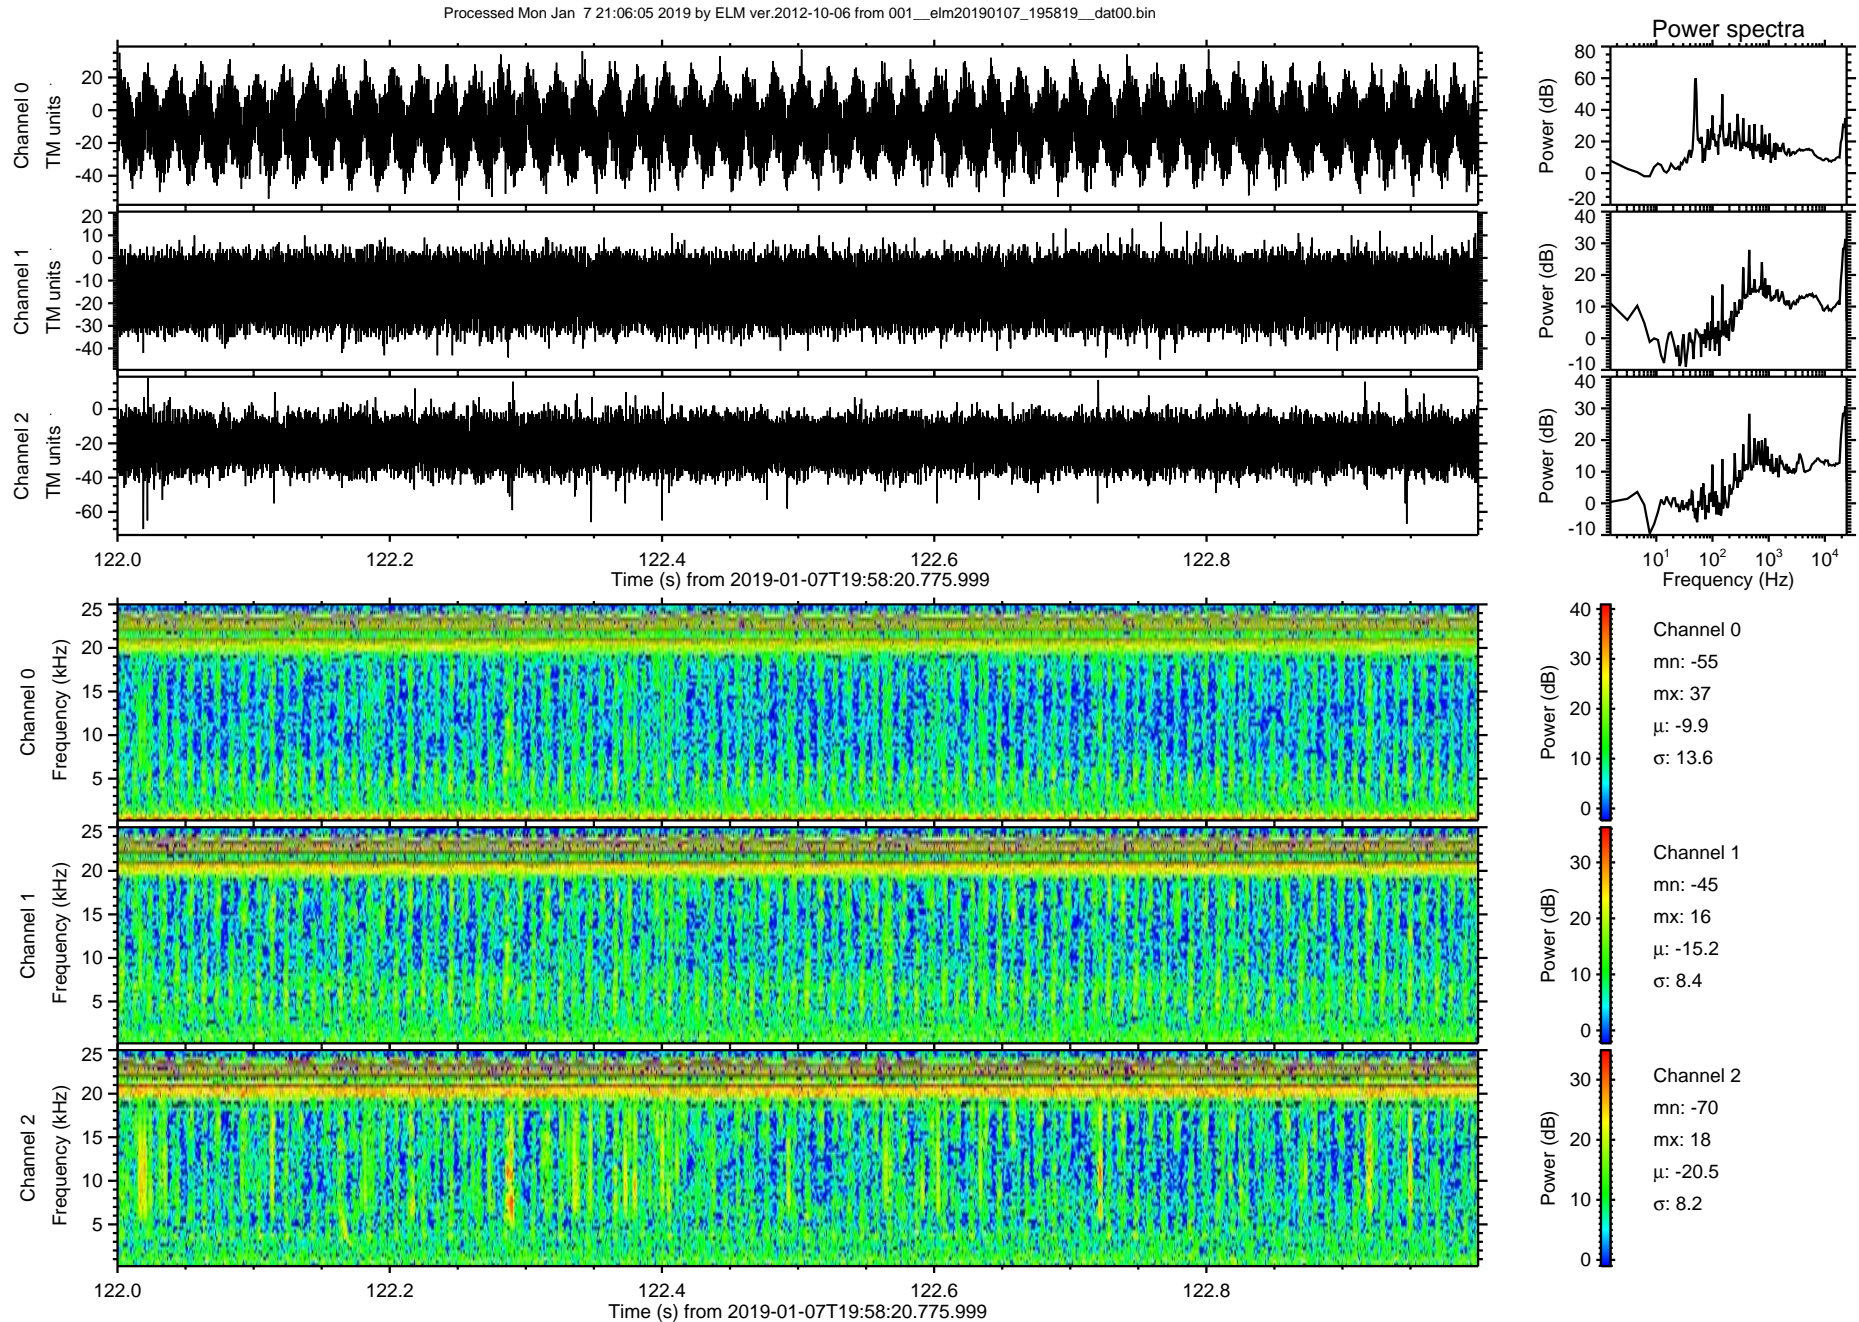 Processed Mon Jan  7 21:06:05 2019 by ELM ver.2012-10-06 from 001__elm20190107_195819__dat00.bin
Power spectra
Channel 0
TM units
20
0
-20
-40
Power (dB)
80
60
40
20
0
-20
Channel 1
TM units
20
10
0
-10
-20
-30
-40
Power (dB)
40
30
20
10
0
-10
Channel 2
TM units
0
-20
-40
-60
Power (dB)
40
30
20
10
0
-10
122.0 122.2 122.4 122.6 122.8
Time (s) from 2019-01-07T19:58:20.775.999
10¹ 10² 10³ 10⁴
Frequency (Hz)
Channel 0
Frequency (kHz)
25
20
15
10
5
Power (dB)
40
30
20
10
0
Channel 0
mn: -55
mx: 37
μ: -9.9
σ: 13.6
Channel 1
Frequency (kHz)
25
20
15
10
5
Power (dB)
30
20
10
0
Channel 1
mn: -45
mx: 16
μ: -15.2
σ: 8.4
Channel 2
Frequency (kHz)
25
20
15
10
5
Power (dB)
30
20
10
0
Channel 2
mn: -70
mx: 18
μ: -20.5
σ: 8.2
122.0 122.2 122.4 122.6 122.8
Time (s) from 2019-01-07T19:58:20.775.999